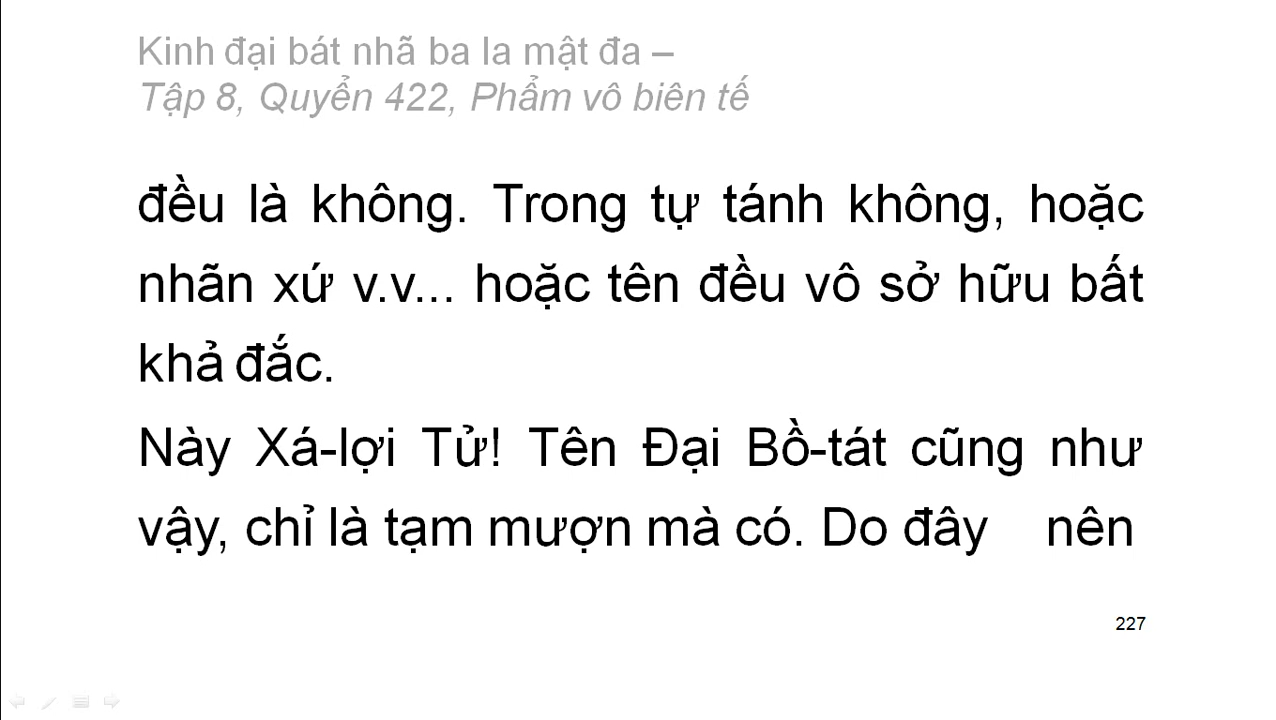 Kinh đại bát nhã ba la mật đa –
Tập 8, Quyển 422, Phẩm vô biên tế
đều là không. Trong tự tánh không, hoặc
nhãn xứ v.v... hoặc tên đều vô sở hữu bất
khả đắc.
Này Xá-lợi Tử! Tên Đại Bồ-tát cũng như
vậy, chỉ là tạm mượn mà có. Do đây nên
227